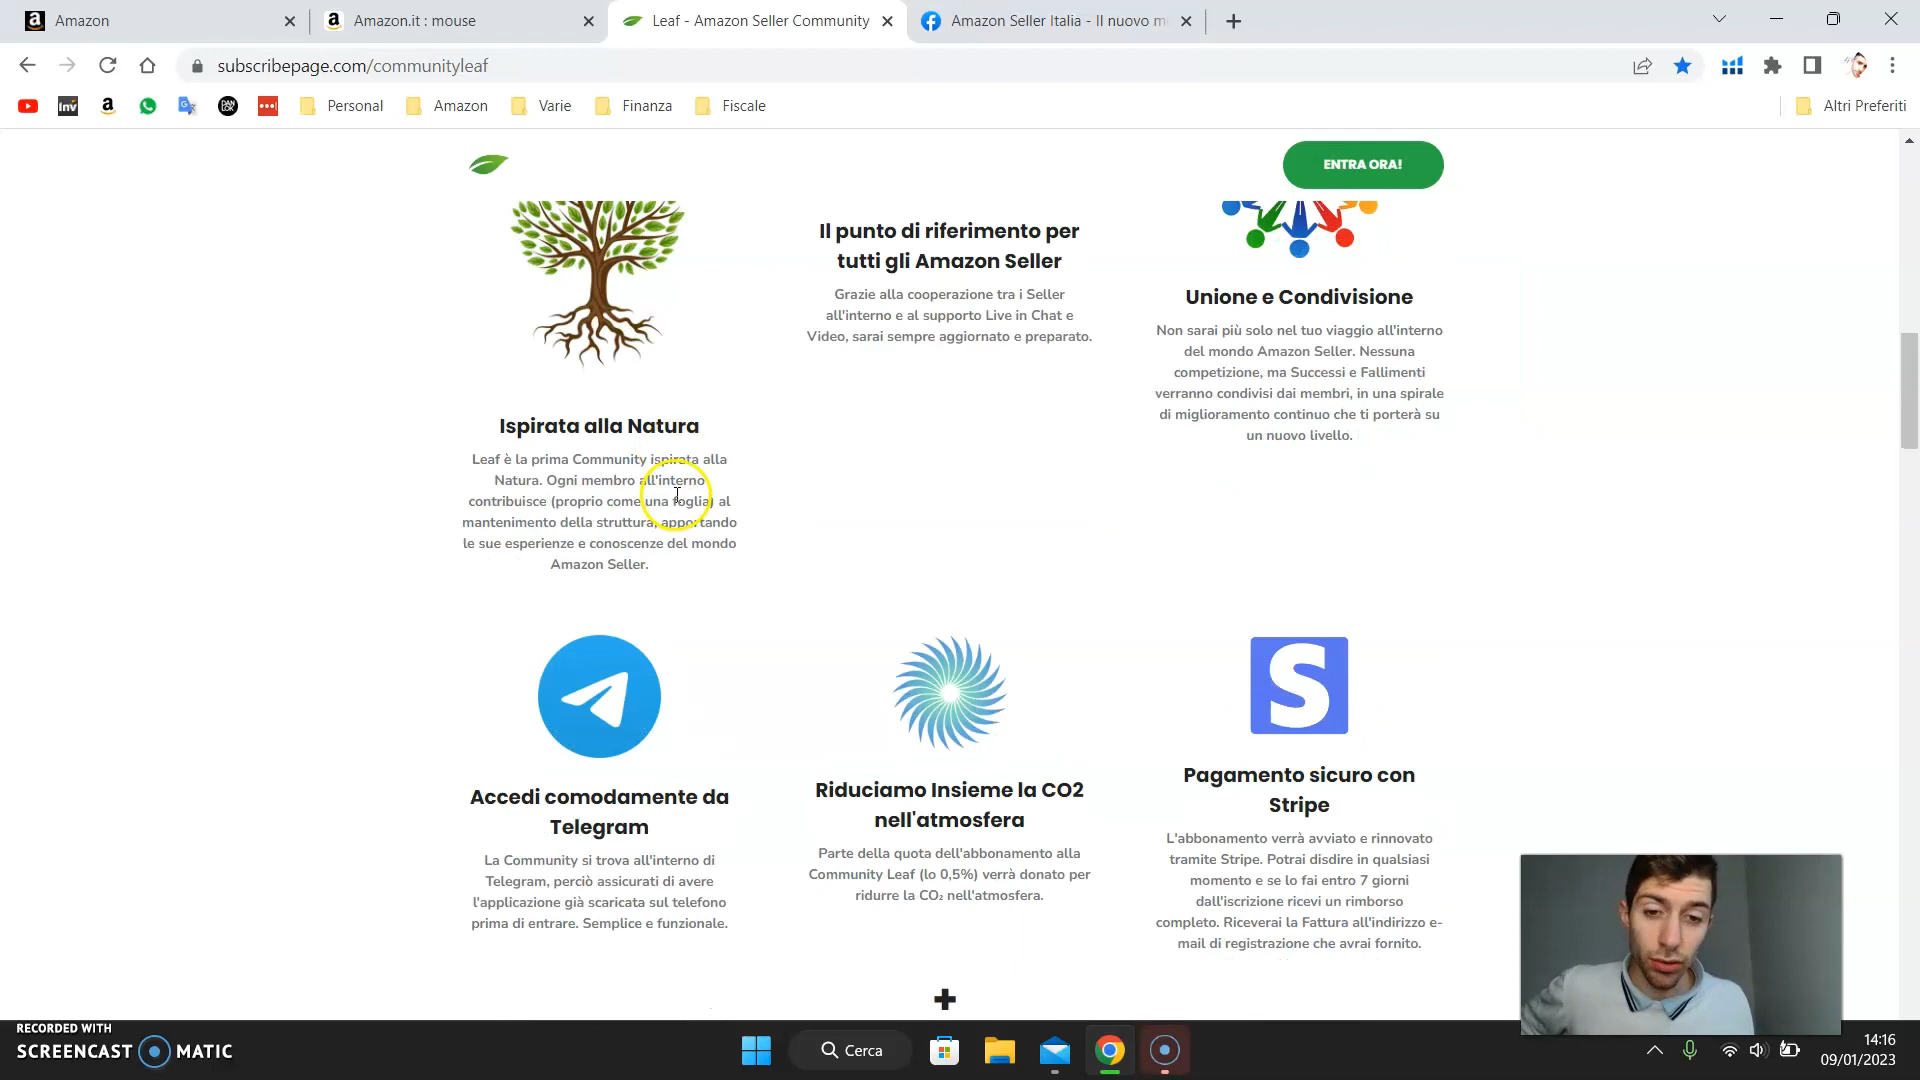 Amazon
Amazon.it : mouse
Leaf - Amazon Seller Community
Amazon Seller Italia - Il nuovo m
subscribepage.com/communityleaf
Inv
PAN
LOK
Personal
Amazon
Varie
Finanza
Fiscale
Altri Preferiti
ENTRA ORA!
Ispirata alla Natura
Leaf è la prima Community ispirata alla
Natura. Ogni membro all'interno
contribuisce (proprio come una foglia) al
mantenimento della struttura, apportando
le sue esperienze e conoscenze del mondo
Amazon Seller.
Il punto di riferimento per
tutti gli Amazon Seller
Grazie alla cooperazione tra i Seller
all'interno e al supporto Live in Chat e
Video, sarai sempre aggiornato e preparato.
Unione e Condivisione
Non sarai più solo nel tuo viaggio all'interno
del mondo Amazon Seller. Nessuna
competizione, ma Successi e Fallimenti
verranno condivisi dai membri, in una spirale
di miglioramento continuo che ti porterà su
un nuovo livello.
Accedi comodamente da
Telegram
La Community si trova all'interno di
Telegram, perciò assicurati di avere
l'applicazione già scaricata sul telefono
prima di entrare. Semplice e funzionale.
Riduciamo Insieme la CO2
nell'atmosfera
Parte della quota dell'abbonamento alla
Community Leaf (lo 0,5%) verrà donato per
ridurre la CO₂ nell'atmosfera.
S
Pagamento sicuro con
Stripe
L'abbonamento verrà avviato e rinnovato
tramite Stripe. Potrai disdire in qualsiasi
momento e se lo fai entro 7 giorni
dall'iscrizione ricevi un rimborso
completo. Riceverai la Fattura all'indirizzo e-
mail di registrazione che avrai fornito.
RECORDED WITH
SCREENCAST MATIC
Cerca
14:16
09/01/2023